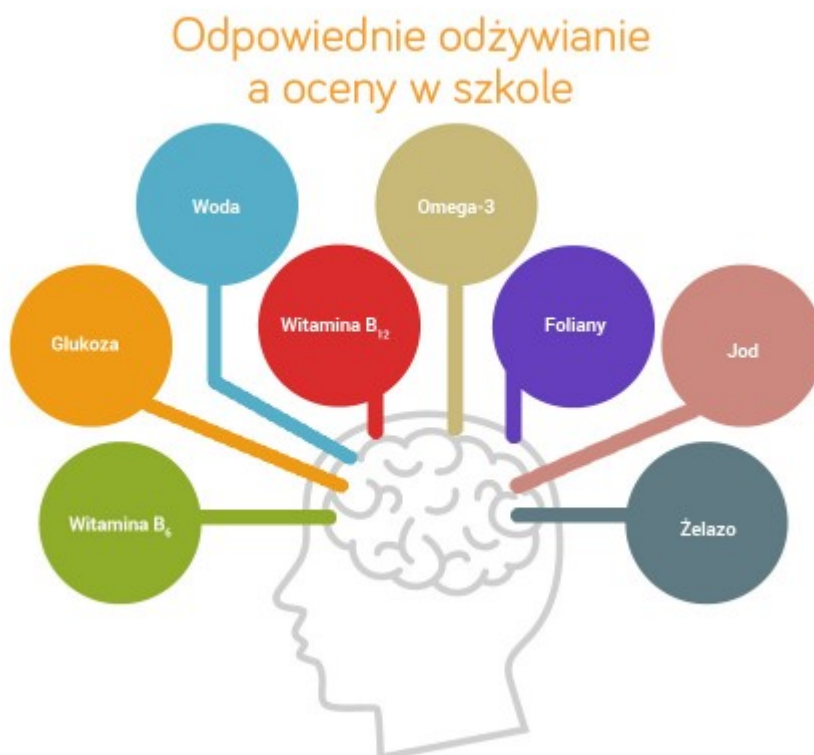 Odpowiednie odżywianie
a oceny w szkole
Woda
Omega-3
Witamina B₁₂
Foliany
Glukoza
Jod
Witamina B₆
Żelazo